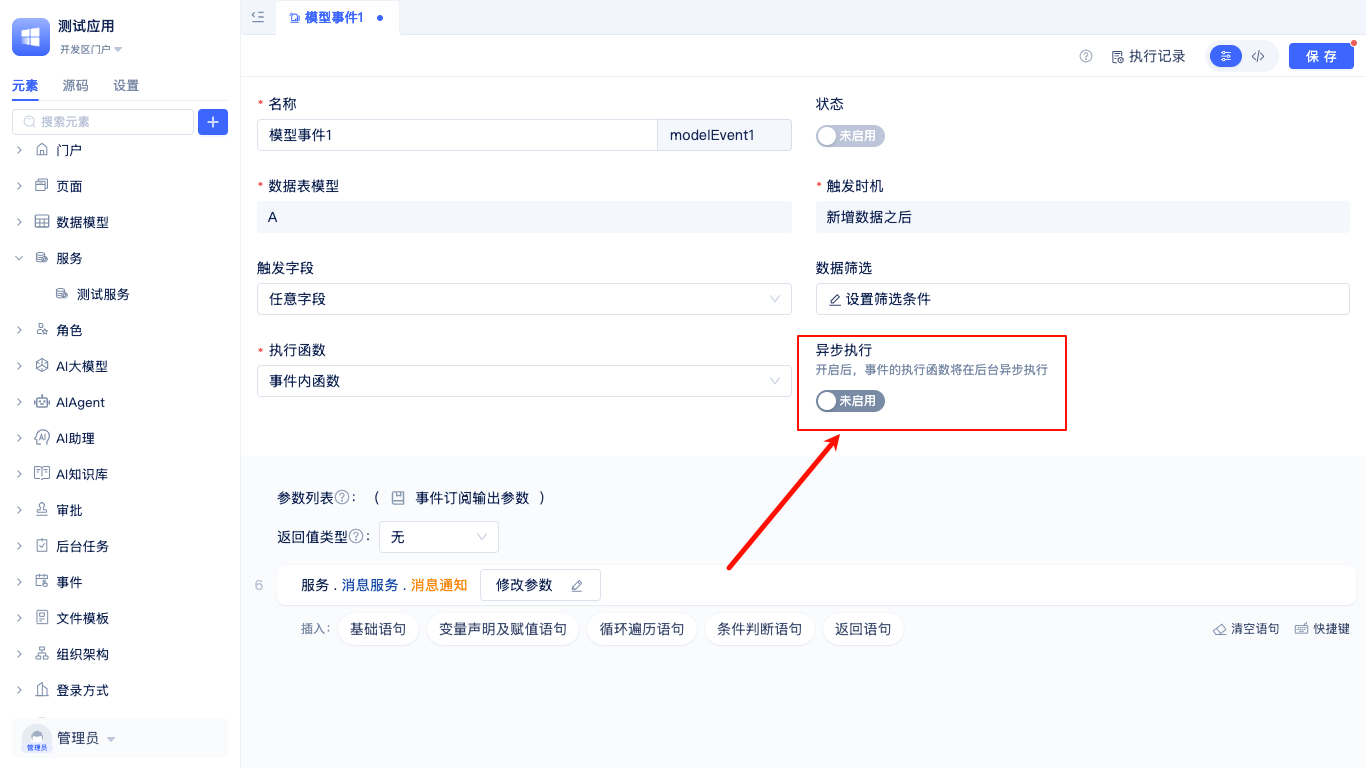 测试应用
开发区门户
元素 源码 设置
搜索元素
门户
页面
数据模型
服务
测试服务
角色
AI大模型
AIAgent
AI助理
AI知识库
审批
后台任务
事件
文件模板
组织架构
登录方式
管理员
管理员
模型事件1
执行记录
保 存
* 名称
模型事件1 modelEvent1
状态
未启用
* 数据表模型
A
* 触发时机
新增数据之后
触发字段
任意字段
数据筛选
设置筛选条件
* 执行函数
事件内函数
异步执行
开启后，事件的执行函数将在后台异步执行
未启用
参数列表?： （ 事件订阅输出参数 ）
返回值类型?： 无
6 服务 . 消息服务 . 消息通知 修改参数
插入： 基础语句 变量声明及赋值语句 循环遍历语句 条件判断语句 返回语句 清空语句 快捷键